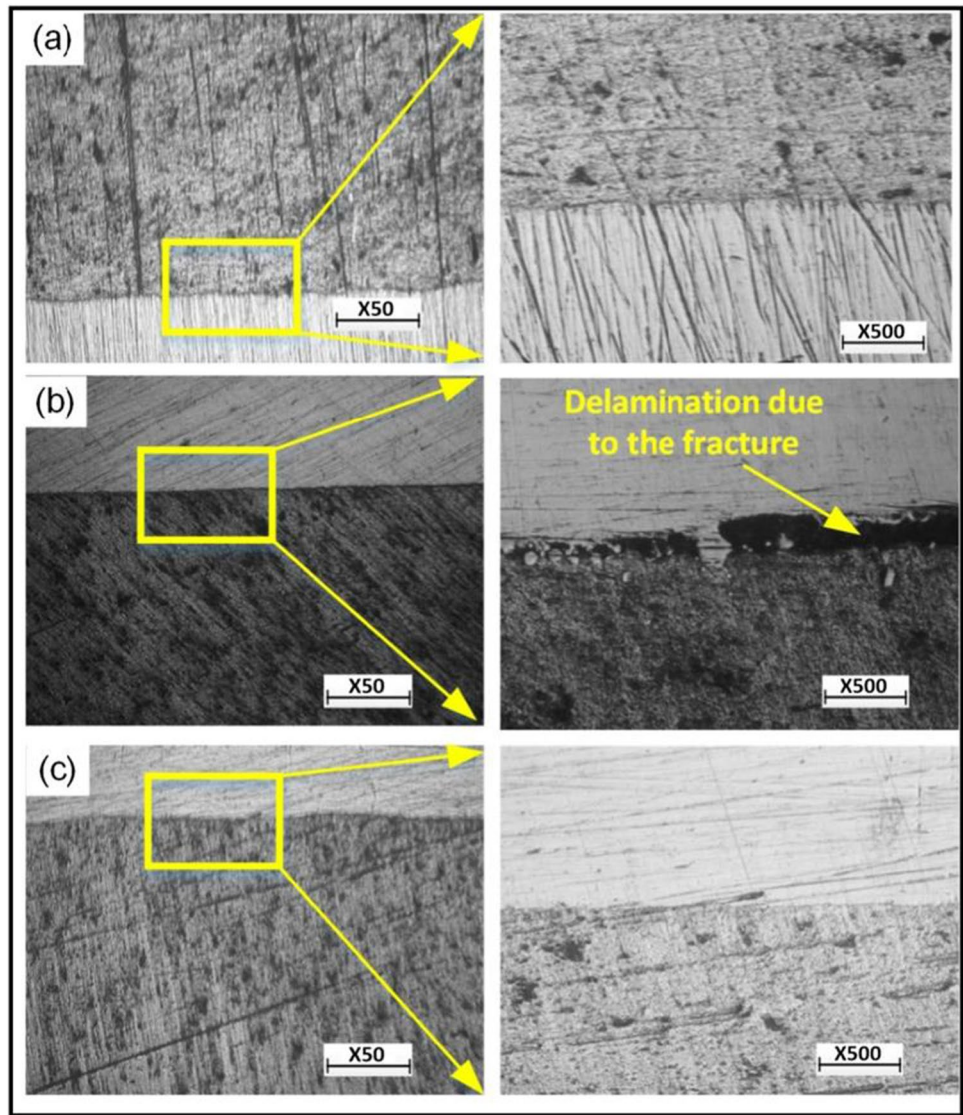 (a)
X50
X500
(b)
Delamination due
to the fracture
X50
X500
(c)
X50
X500